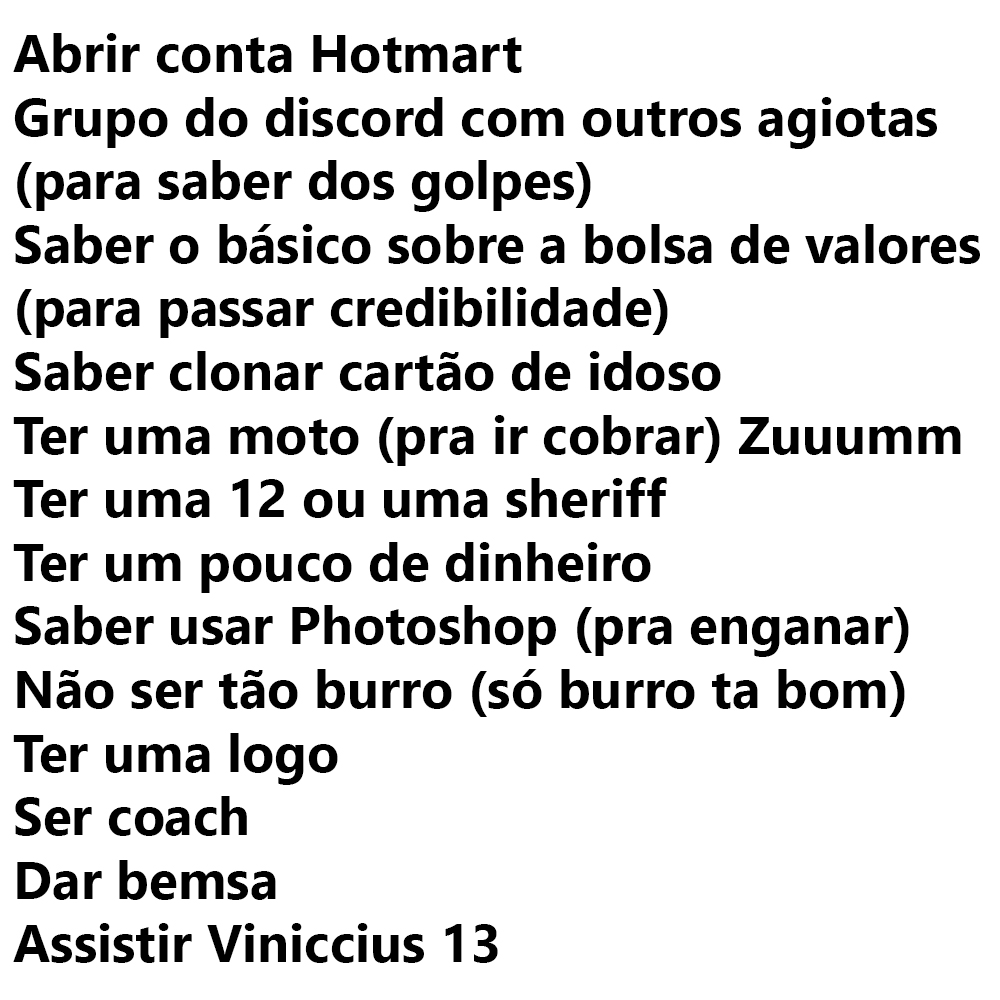 Abrir conta Hotmart
Grupo do discord com outros agiotas
(para saber dos golpes)
Saber o básico sobre a bolsa de valores
(para passar credibilidade)
Saber clonar cartão de idoso
Ter uma moto (pra ir cobrar) Zuuumm
Ter uma 12 ou uma sheriff
Ter um pouco de dinheiro
Saber usar Photoshop (pra enganar)
Não ser tão burro (só burro ta bom)
Ter uma logo
Ser coach
Dar bemsa
Assistir Viniccius 13